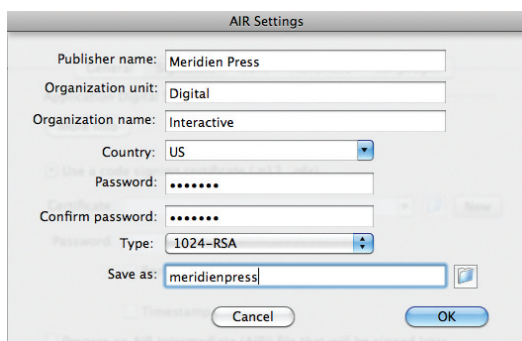 AIR Settings
Publisher name: Meridien Press
Organization unit: Digital
Organization name: Interactive
Country: US
Password: •••••••
Confirm password: •••••••
Type: 1024-RSA
Save as: meridienpress
Cancel OK